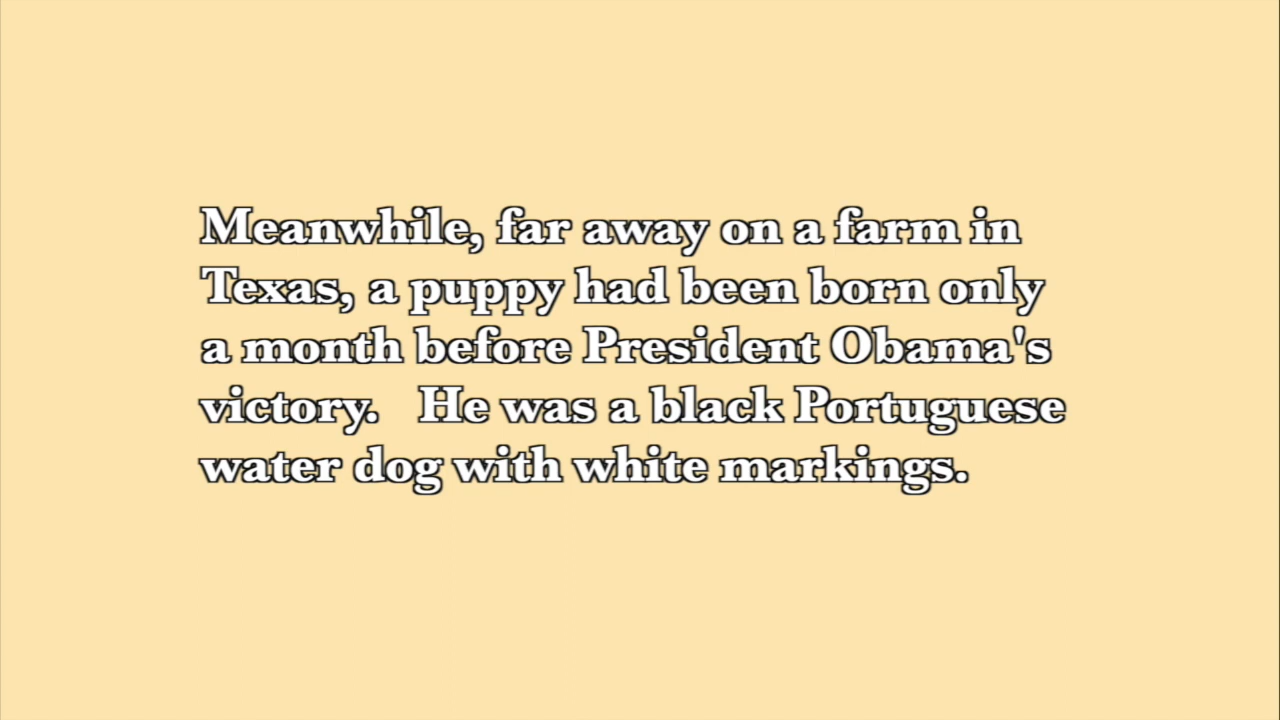 Meanwhile, far away on a farm in
Texas, a puppy had been born only
a month before President Obama's
victory.   He was a black Portuguese
water dog with white markings.